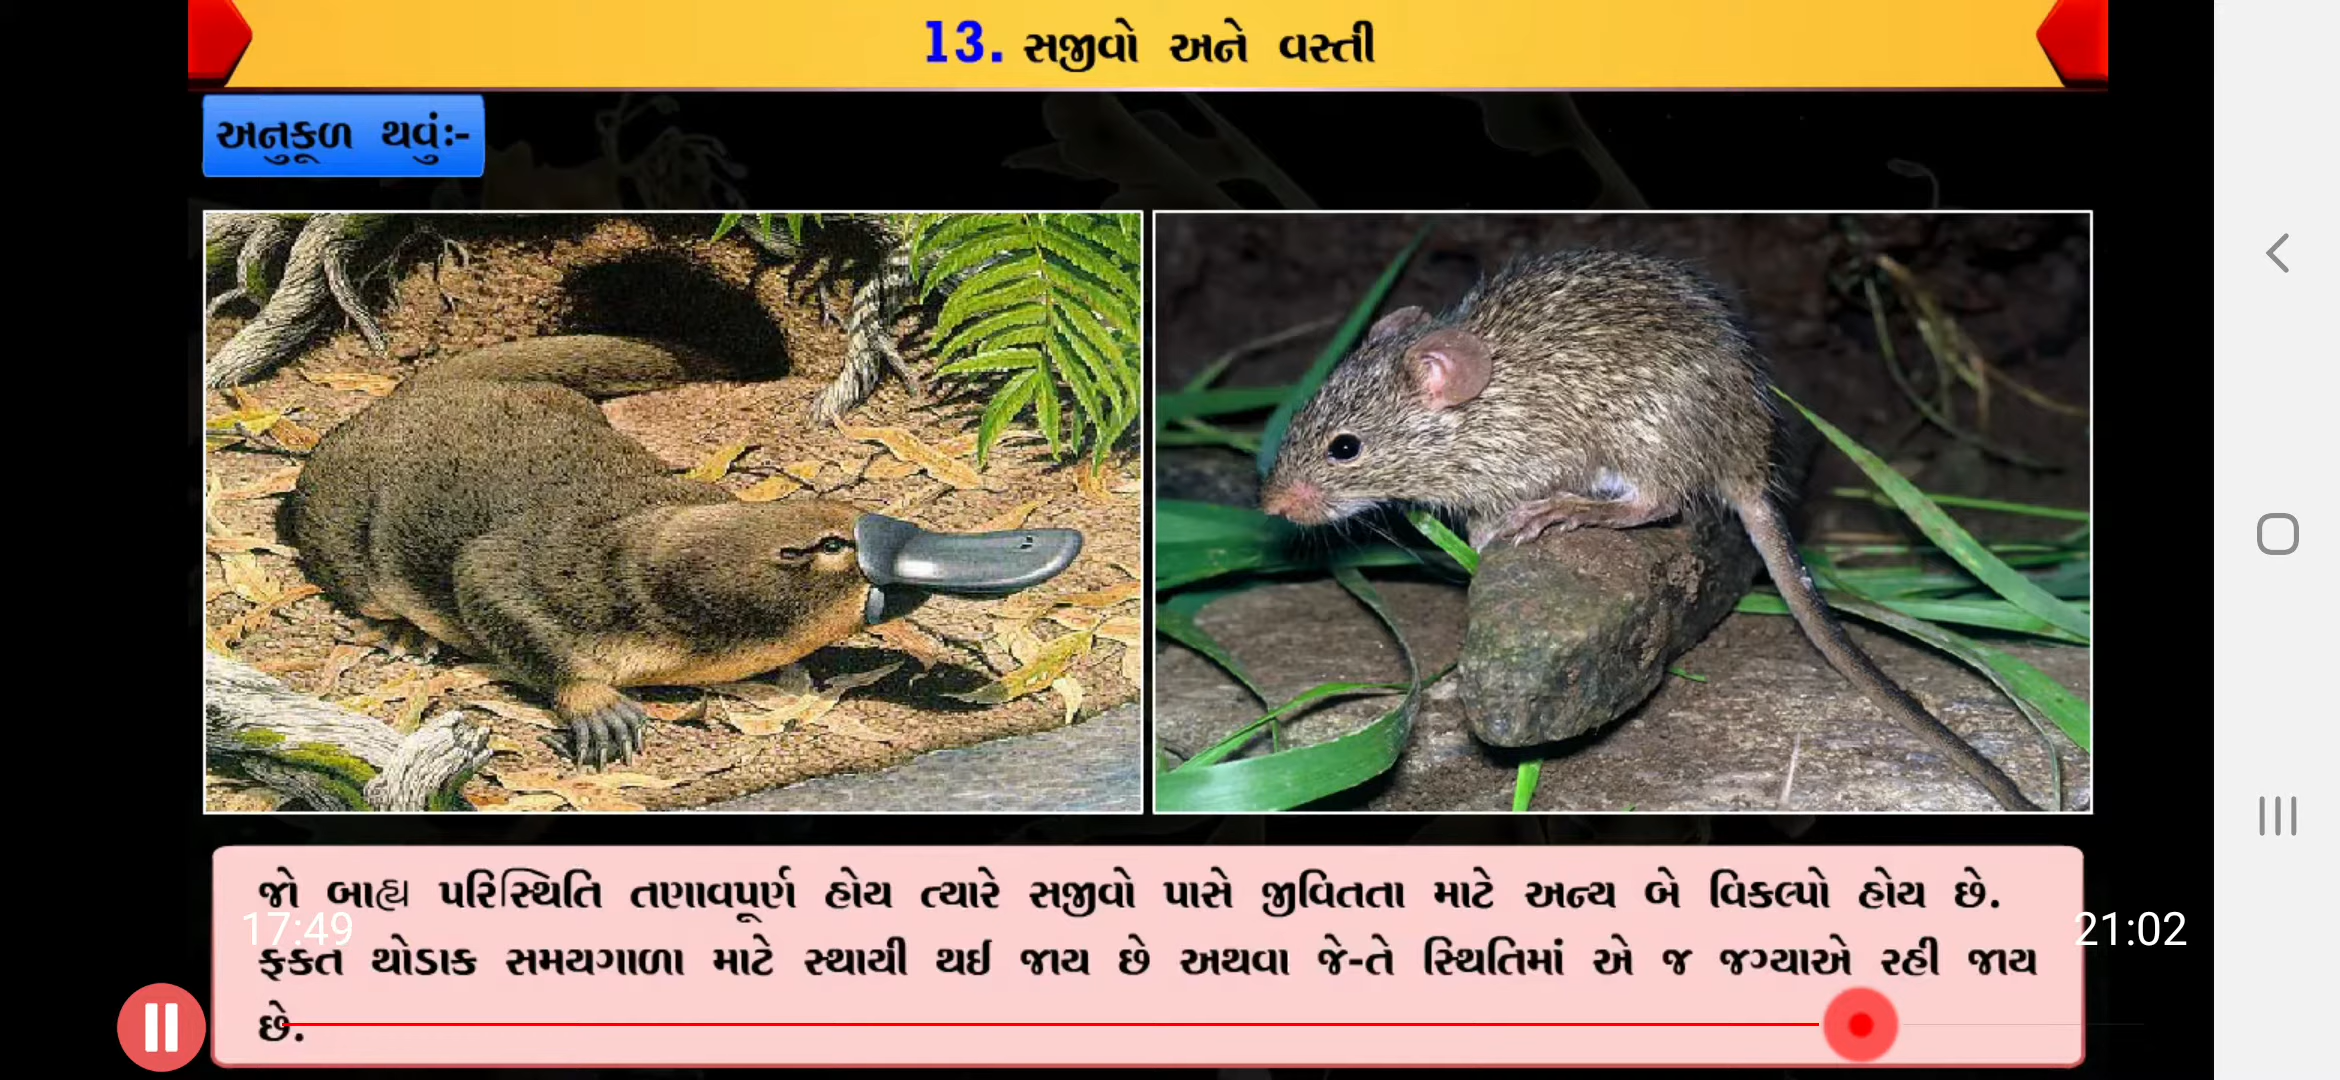 13. સજીવો અને વસ્તી
અનુકૂળ થવું:-
જો બાહ્ય પરિસ્થિતિ તણાવપૂર્ણ હોય ત્યારે સજીવો પાસે જીવિતતા માટે અન્ય બે વિકલ્પો હોય છે.
17:49
21:02
ફક્ત થોડાક સમયગાળા માટે સ્થાયી થઈ જાય છે અથવા જે-તે સ્થિતિમાં એ જ જગ્યાએ રહી જાય
છે.